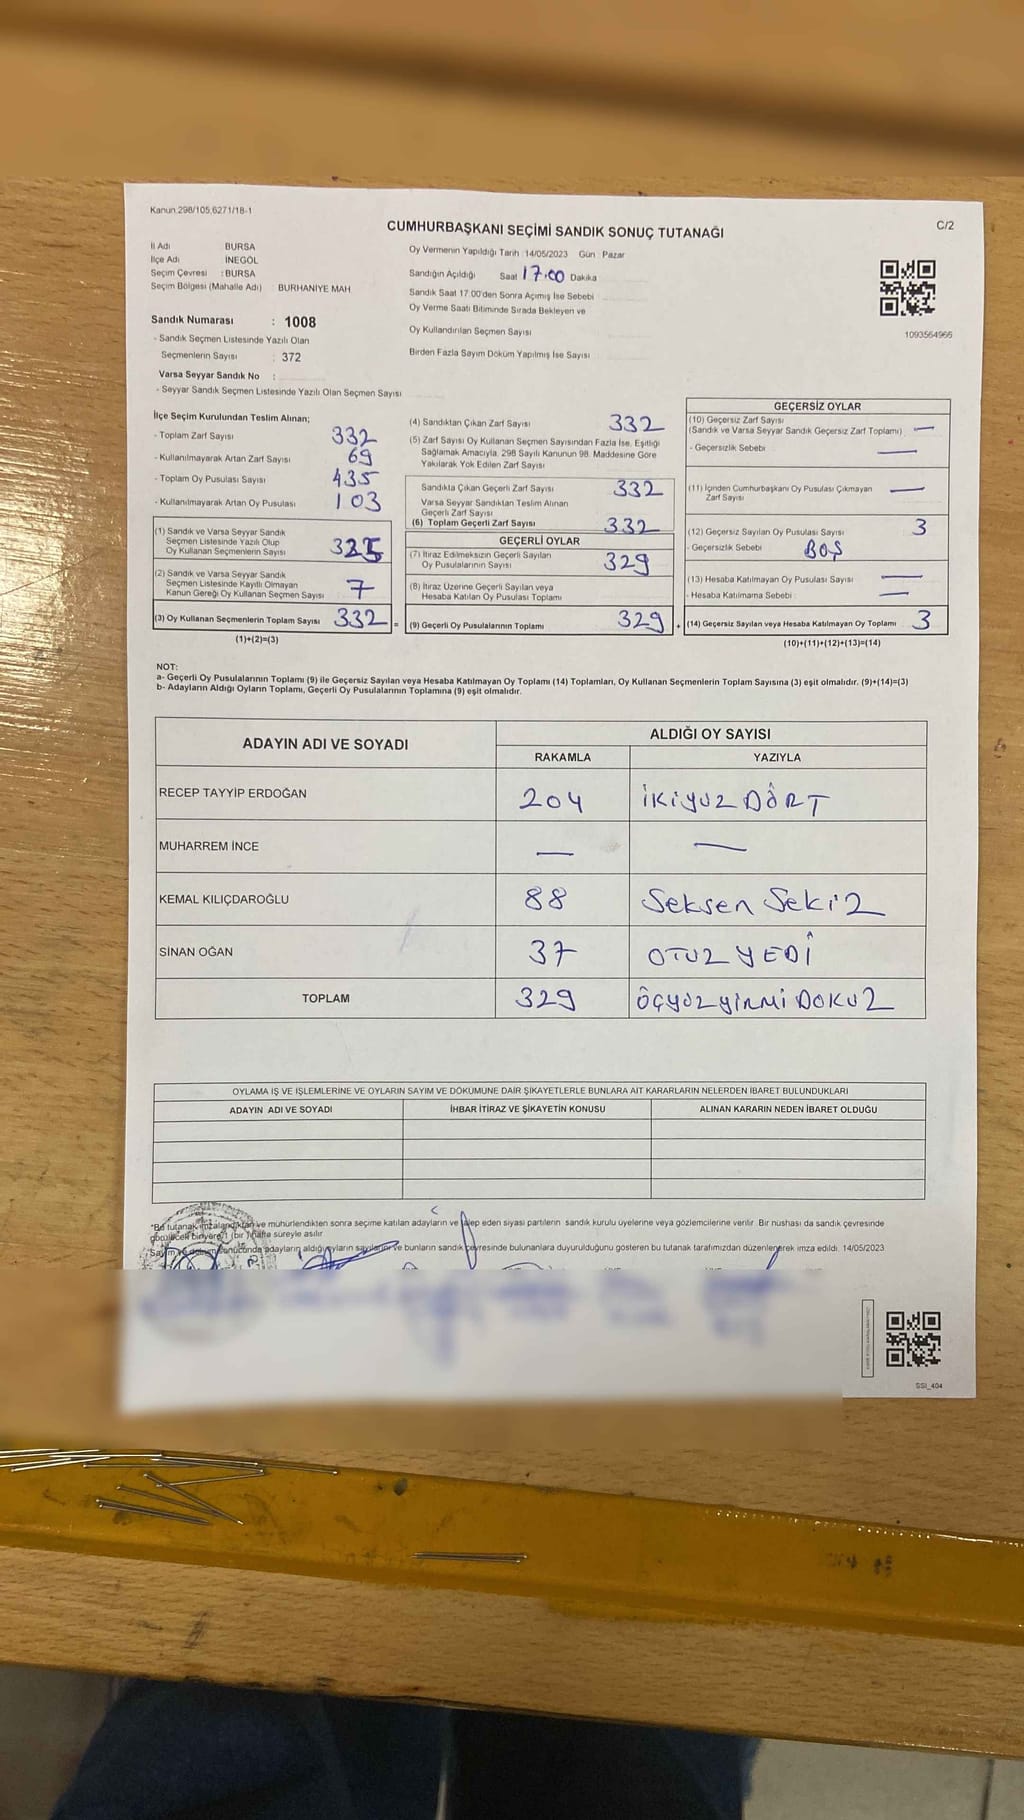 Kanun 298/105,6271/18-1
C/2
CUMHURBAŞKANI SEÇİMİ SANDIK SONUÇ TUTANAĞI
İl Adı BURSA
İlçe Adı İNEGÖL
Seçim Çevresi : BURSA
Seçim Bölgesi (Mahalle Adı) : BURHANİYE MAH
Sandık Numarası : 1008
- Sandık Seçmen Listesinde Yazılı Olan
Seçmenlerin Sayısı : 372
Varsa Seyyar Sandık No :
- Seyyar Sandık Seçmen Listesinde Yazılı Olan Seçmen Sayısı
Oy Vermenin Yapıldığı Tarih : 14/05/2023 Gün : Pazar
Sandığın Açıldığı Saat 17:00 Dakika
Sandık Saat 17:00'den Sonra Açımış İse Sebebi
Oy Verme Saati Bitiminde Sırada Bekleyen ve
Oy Kullandırılan Seçmen Sayısı
Birden Fazla Sayım Döküm Yapılmış İse Sayısı
1093564966
İlçe Seçim Kurulundan Teslim Alınan;
- Toplam Zarf Sayısı 332
- Kullanılmayarak Artan Zarf Sayısı 69
- Toplam Oy Pusulası Sayısı 435
- Kullanılmayarak Artan Oy Pusulası 103
(1) Sandık ve Varsa Seyyar Sandık
Seçmen Listesinde Yazılı Olup
Oy Kullanan Seçmenlerin Sayısı 325
(2) Sandık ve Varsa Seyyar Sandık
Seçmen Listesinde Kayıtlı Olmayan
Kanun Gereği Oy Kullanan Seçmen Sayısı 7
(3) Oy Kullanan Seçmenlerin Toplam Sayısı 332 =
(1)+(2)=(3)
(4) Sandıktan Çıkan Zarf Sayısı 332
(5) Zarf Sayısı Oy Kullanan Seçmen Sayısından Fazla İse, Eşitliği
Sağlamak Amacıyla, 298 Sayılı Kanunun 98. Maddesine Göre
Yakılarak Yok Edilen Zarf Sayısı
Sandıkta Çıkan Geçerli Zarf Sayısı 332
Varsa Seyyar Sandıktan Teslim Alınan
Geçerli Zarf Sayısı
(6) Toplam Geçerli Zarf Sayısı 332
GEÇERLİ OYLAR
(7) İtiraz Edilmeksizin Geçerli Sayılan
Oy Pusulalarının Sayısı 329
(8) İtiraz Üzerine Geçerli Sayılan veya
Hesaba Katılan Oy Pusulası Toplamı
(9) Geçerli Oy Pusulalarının Toplamı 329 +
GEÇERSİZ OYLAR
(10) Geçersiz Zarf Sayısı
(Sandık ve Varsa Seyyar Sandık Geçersiz Zarf Toplamı) —
- Geçersizlik Sebebi —
(11) İçinden Cumhurbaşkanı Oy Pusulası Çıkmayan
Zarf Sayısı —
(12) Geçersiz Sayılan Oy Pusulası Sayısı 3
- Geçersizlik Sebebi BOŞ
(13) Hesaba Katılmayan Oy Pusulası Sayısı —
- Hesaba Katılmama Sebebi : —
(14) Geçersiz Sayılan veya Hesaba Katılmayan Oy Toplamı 3
(10)+(11)+(12)+(13)=(14)
NOT:
a- Geçerli Oy Pusulalarının Toplamı (9) ile Geçersiz Sayılan veya Hesaba Katılmayan Oy Toplamı (14) Toplamları, Oy Kullanan Seçmenlerin Toplam Sayısına (3) eşit olmalıdır. (9)+(14)=(3)
b- Adayların Aldığı Oyların Toplamı, Geçerli Oy Pusulalarının Toplamına (9) eşit olmalıdır.
ADAYIN ADI VE SOYADI
ALDIĞI OY SAYISI
RAKAMLA YAZIYLA
RECEP TAYYİP ERDOĞAN 204 İKİYÜZ DÖRT
MUHARREM İNCE — —
KEMAL KILIÇDAROĞLU 88 Seksen Sekiz
SİNAN OĞAN 37 OTUZ YEDİ
TOPLAM 329 ÜÇYÜZYİRMİDOKUZ
OYLAMA İŞ VE İŞLEMLERİNE VE OYLARIN SAYIM VE DÖKÜMÜNE DAİR ŞİKAYETLERLE BUNLARA AİT KARARLARIN NELERDEN İBARET BULUNDUKLARI
ADAYIN ADI VE SOYADI İHBAR İTİRAZ VE ŞİKAYETİN KONUSU ALINAN KARARIN NEDEN İBARET OLDUĞU
*Bu tutanak imzalandıktan ve mühürlendikten sonra seçime katılan adayların ve talep eden siyasi partilerin sandık kurulu üyelerine veya gözlemcilerine verilir. Bir nüshası da sandık çevresinde
görülecek bir yere 1 (bir) hafta süreyle asılır
*Sayım ve döküm sonucunda adayların aldığı oyların sayılarını ve bunların sandık çevresinde bulunanlara duyurulduğunu gösteren bu tutanak tarafımızdan düzenlenerek imza edildi. 14/05/2023
SSI_404